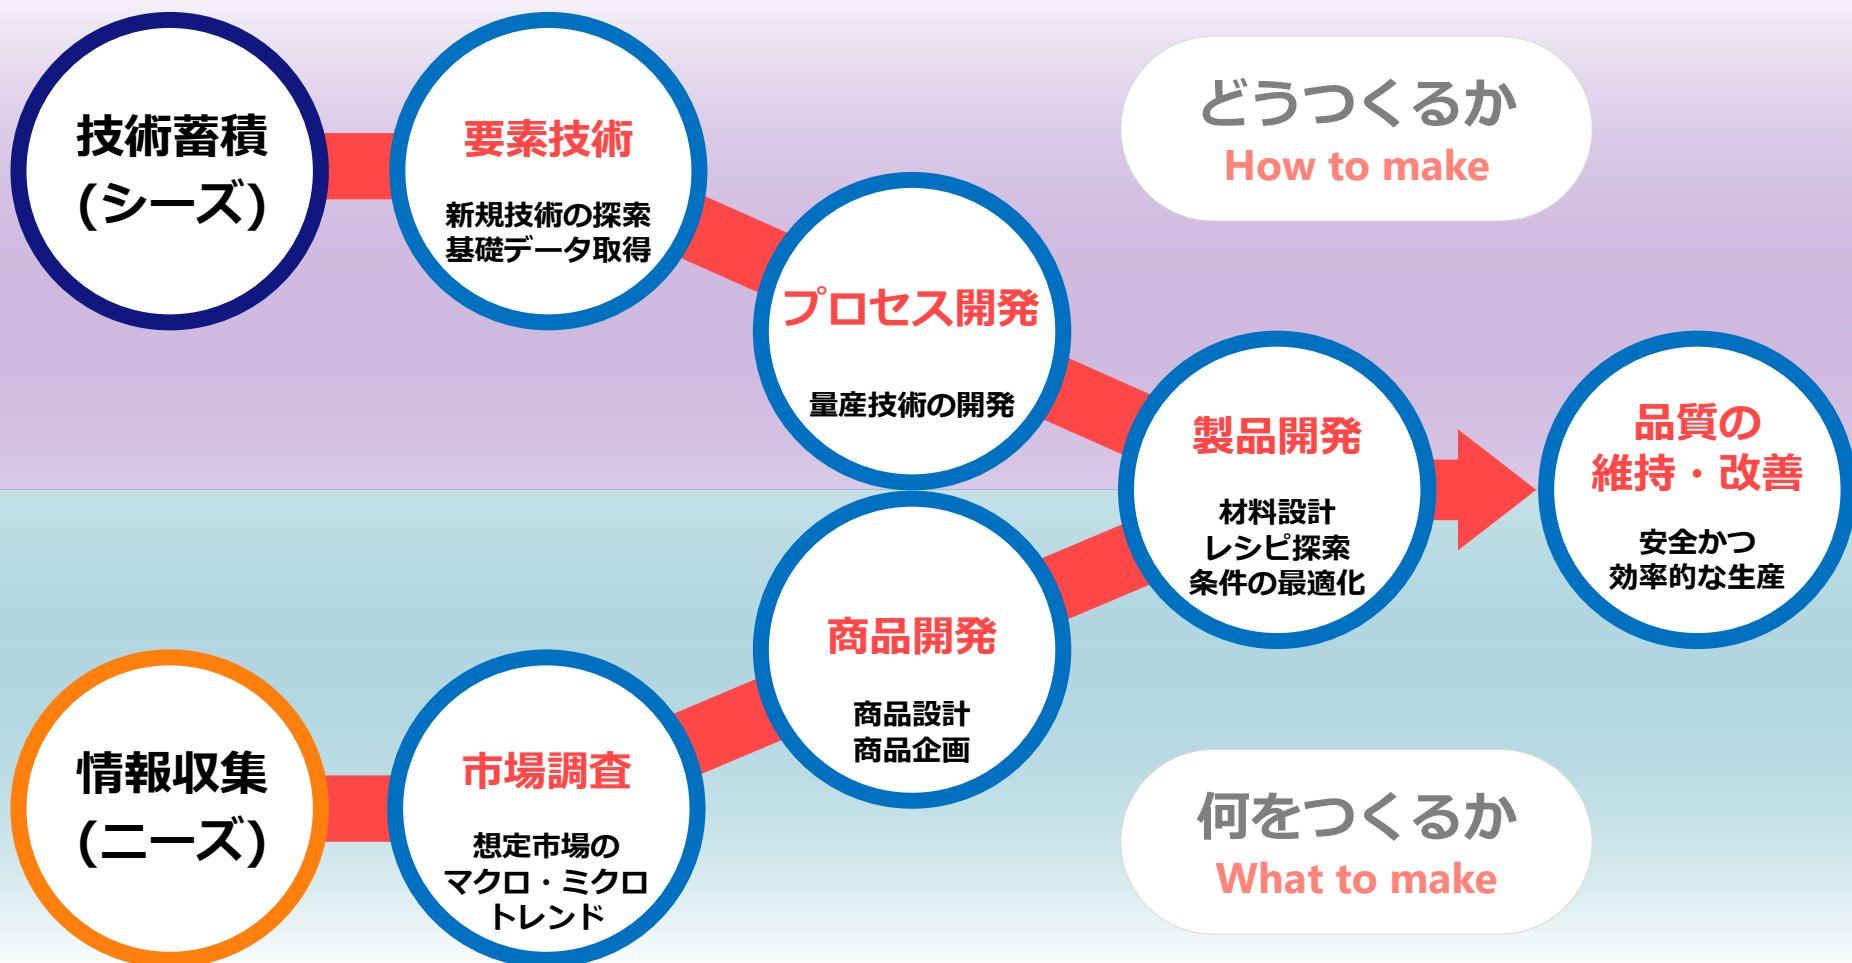 技術蓄積
(シーズ)
要素技術
新規技術の探索
基礎データ取得
どうつくるか
How to make
プロセス開発
量産技術の開発
製品開発
材料設計
レシピ探索
条件の最適化
品質の
維持・改善
安全かつ
効率的な生産
情報収集
(ニーズ)
市場調査
想定市場の
マクロ・ミクロ
トレンド
商品開発
商品設計
商品企画
何をつくるか
What to make